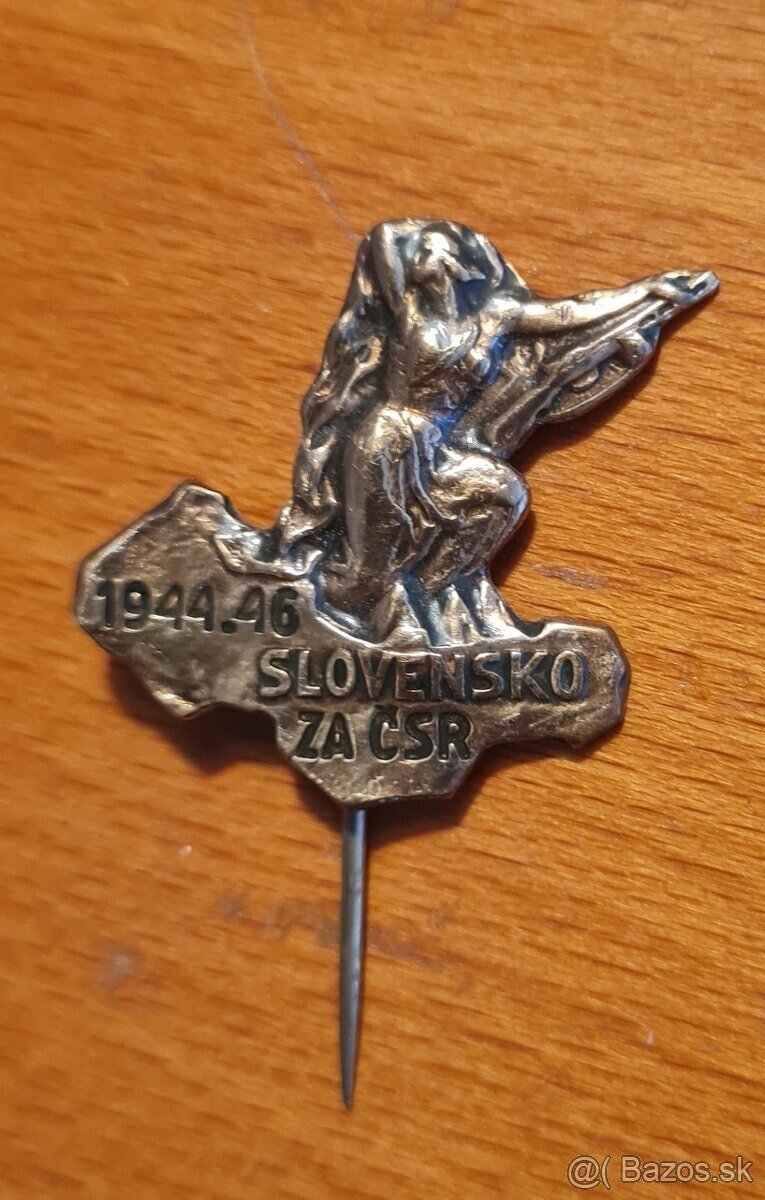 1944.46
SLOVENSKO
ZA ČSR
@( Bazos.sk